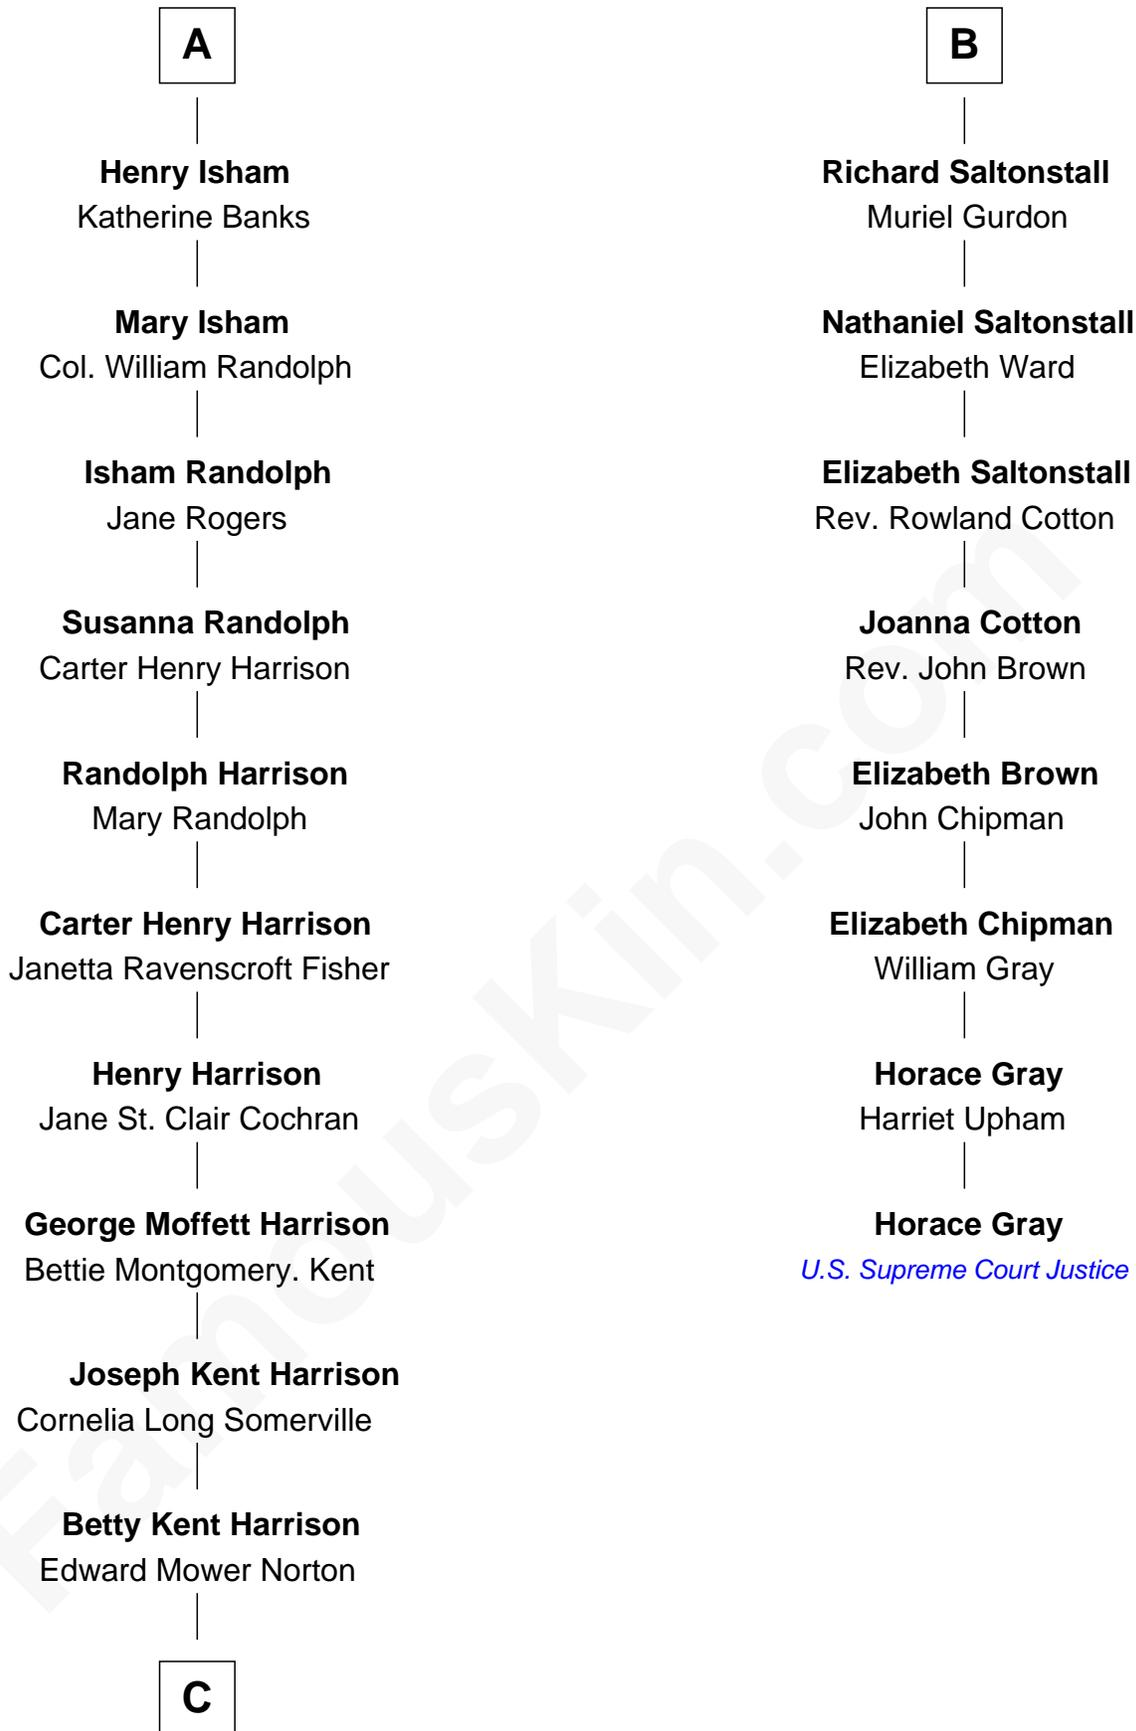 A
Henry Isham
Katherine Banks
Mary Isham
Col. William Randolph
Isham Randolph
Jane Rogers
Susanna Randolph
Carter Henry Harrison
Randolph Harrison
Mary Randolph
Carter Henry Harrison
Janetta Ravenscroft Fisher
Henry Harrison
Jane St. Clair Cochran
George Moffett Harrison
Bettie Montgomery. Kent
Joseph Kent Harrison
Cornelia Long Somerville
Betty Kent Harrison
Edward Mower Norton
C
B
Richard Saltonstall
Muriel Gurdon
Nathaniel Saltonstall
Elizabeth Ward
Elizabeth Saltonstall
Rev. Rowland Cotton
Joanna Cotton
Rev. John Brown
Elizabeth Brown
John Chipman
Elizabeth Chipman
William Gray
Horace Gray
Harriet Upham
Horace Gray
U.S. Supreme Court Justice
FamousKin.com